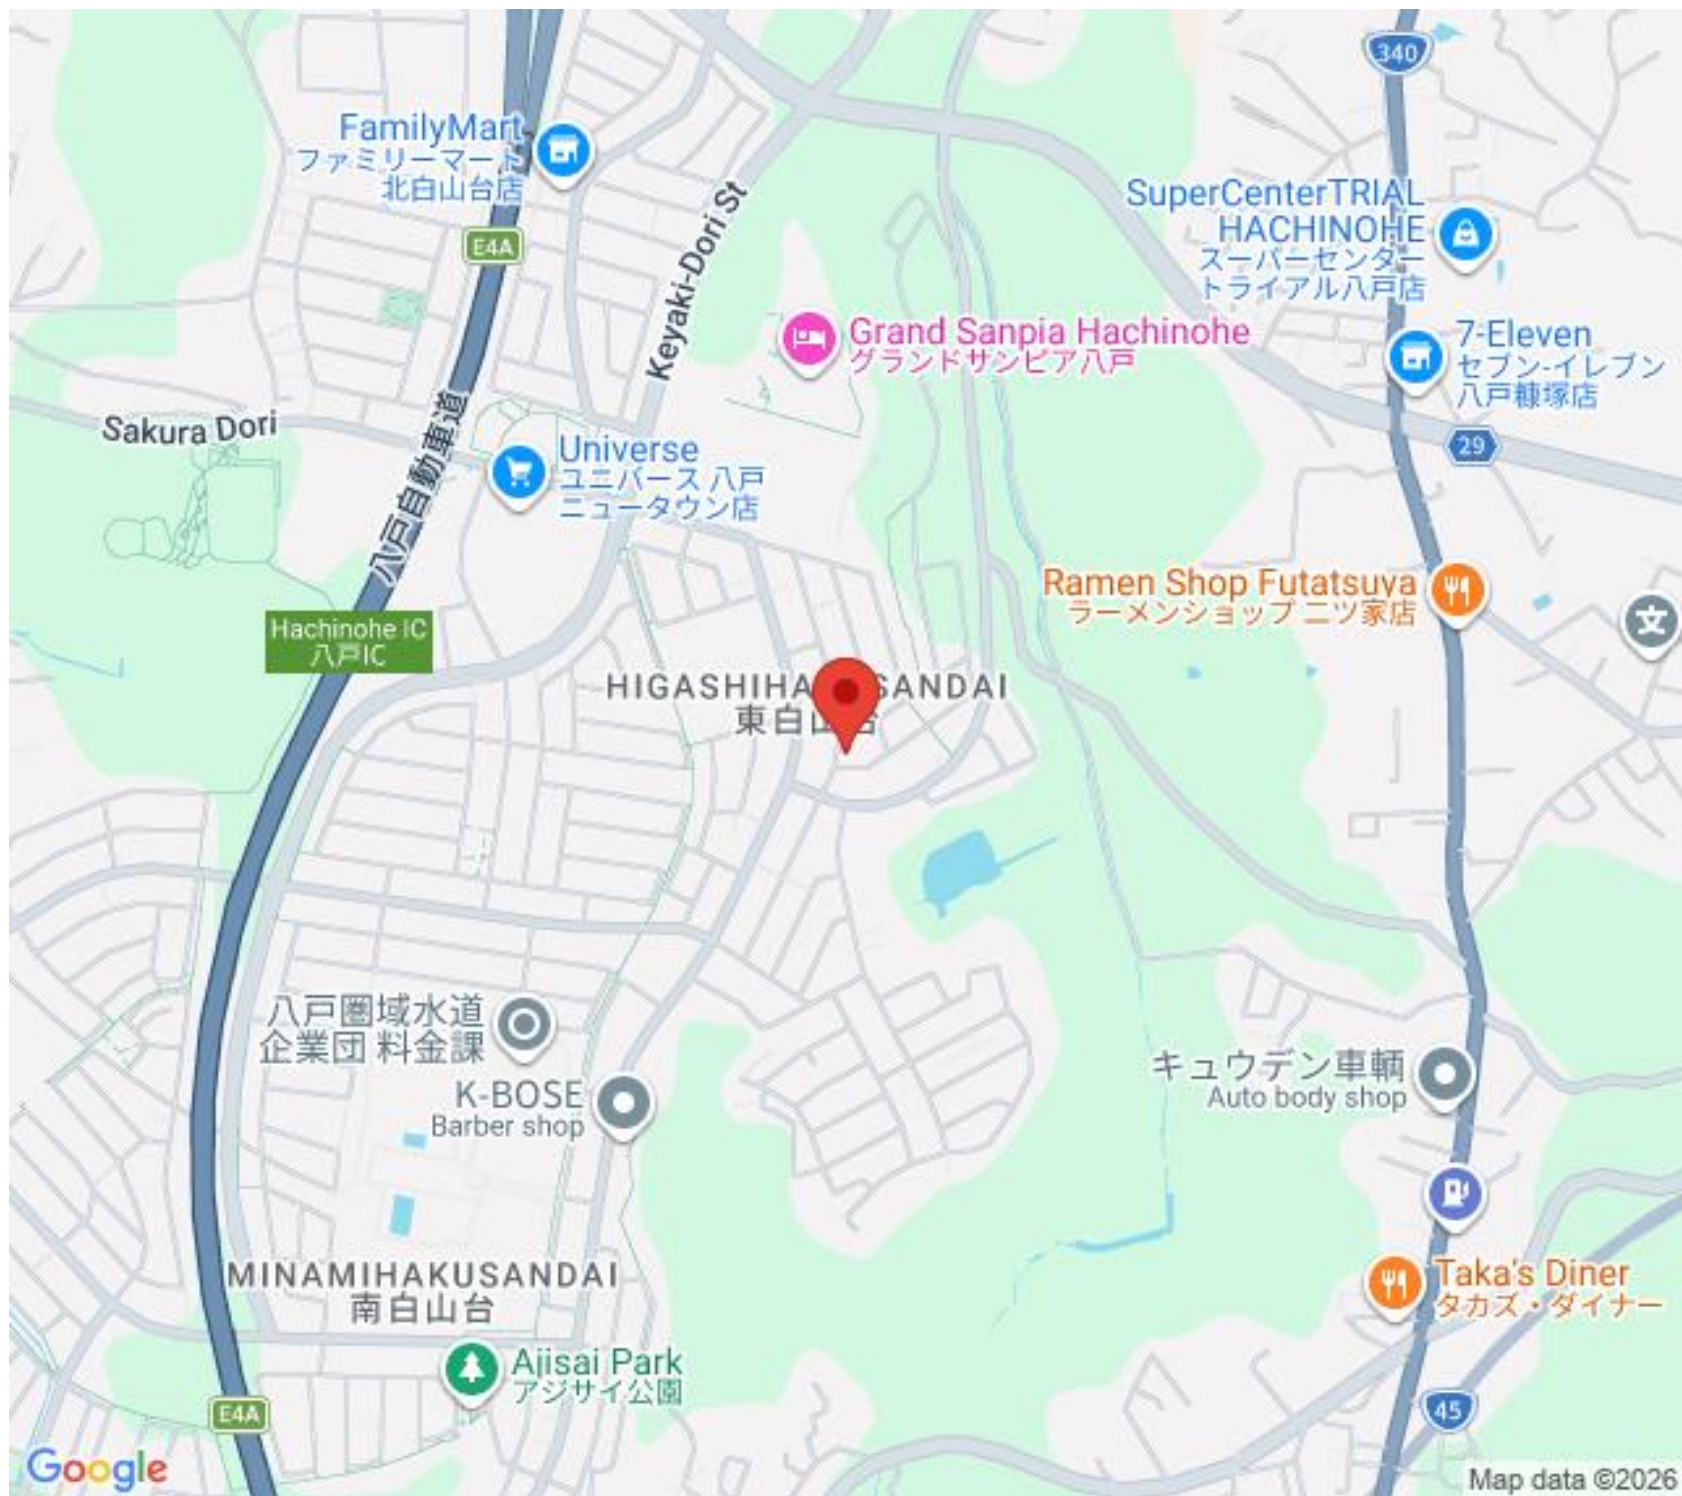 340
FamilyMart
ファミリーマート
北白山台店
E4A
Keyaki-Dori St
SuperCenterTRIAL
HACHINOHE
スーパーセンター
トライアル八戸店
Grand Sanpia Hachinohe
グランドサンピア八戸
7-Eleven
セブン-イレブン
八戸糠塚店
29
Sakura Dori
八戸自動車道
Universe
ユニバース 八戸
ニュータウン店
Ramen Shop Futatsuya
ラーメンショップ 二ツ家店
文
Hachinohe IC
八戸IC
HIGASHIHA SANDAI
東白山台
八戸圏域水道
企業団 料金課
K-BOSE
Barber shop
キュウデン車輌
Auto body shop
MINAMIHAKUSANDAI
南白山台
Taka's Diner
タカズ・ダイナー
Ajisai Park
アジサイ公園
E4A
45
Google
Map data ©2026